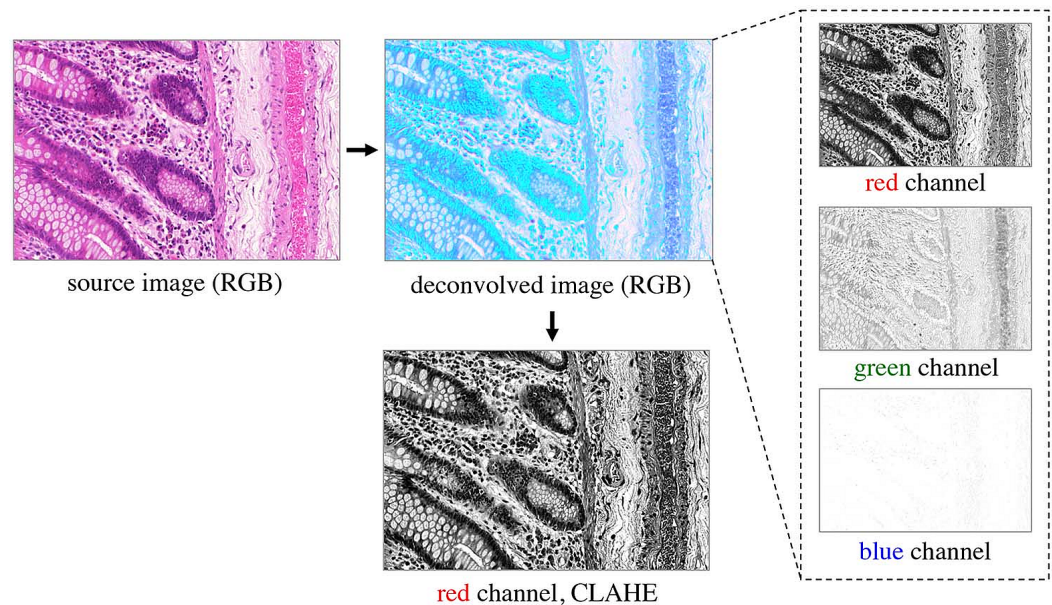 source image (RGB)
deconvolved image (RGB)
red channel
green channel
blue channel
red channel, CLAHE